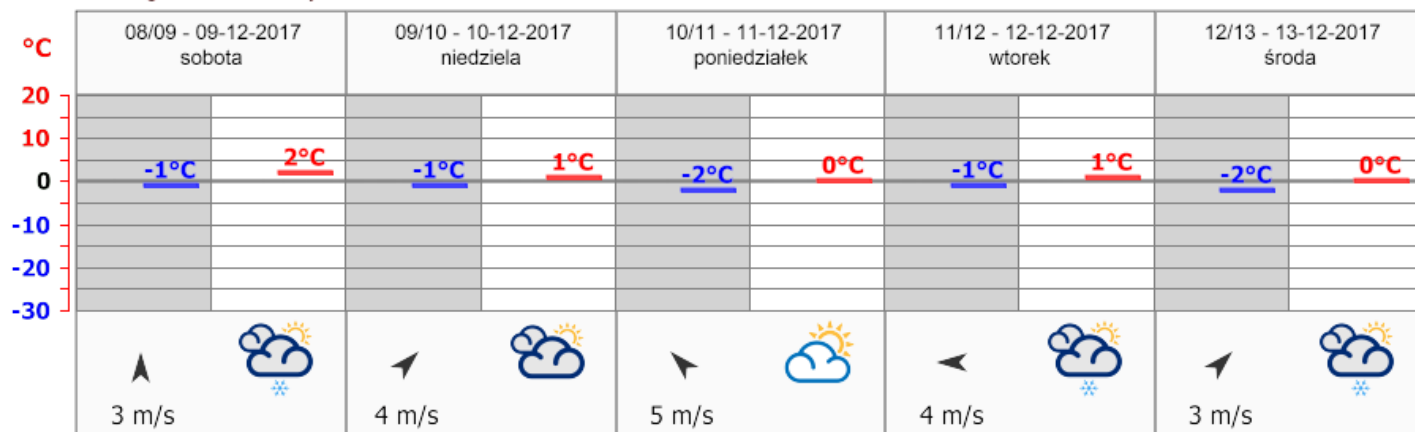 °C
08/09 - 09-12-2017
sobota
09/10 - 10-12-2017
niedziela
10/11 - 11-12-2017
poniedziałek
11/12 - 12-12-2017
wtorek
12/13 - 13-12-2017
środa
20
10
0
-10
-20
-30
-1°C
2°C
-1°C
1°C
-2°C
0°C
-1°C
1°C
-2°C
0°C
3 m/s
4 m/s
5 m/s
4 m/s
3 m/s